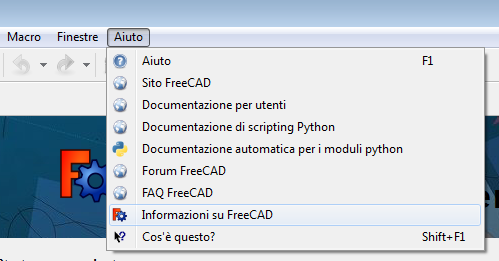 Macro Finestre Aiuto
Aiuto F1
Sito FreeCAD
Documentazione per utenti
Documentazione di scripting Python
Documentazione automatica per i moduli python
Forum FreeCAD
FAQ FreeCAD
Informazioni su FreeCAD
Cos'è questo? Shift+F1